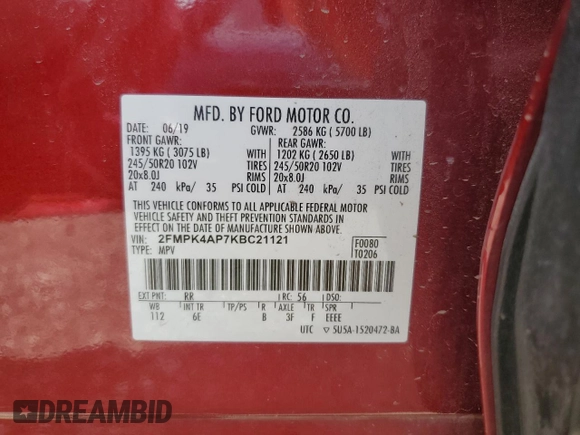 MFD. BY FORD MOTOR CO.
DATE: 06/19 GVWR: 2586 KG ( 5700 LB)
FRONT GAWR: REAR GAWR:
1395 KG ( 3075 LB) WITH 1202 KG ( 2650 LB) WITH
245/50R20 102V TIRES 245/50R20 102V TIRES
20x8.0J RIMS 20x8.0J RIMS
AT 240 kPa/ 35 PSI COLD AT 240 kPa/ 35 PSI COLD
THIS VEHICLE CONFORMS TO ALL APPLICABLE FEDERAL MOTOR
VEHICLE SAFETY AND THEFT PREVENTION STANDARDS IN
EFFECT ON THE DATE OF MANUFACTURE SHOWN ABOVE.
VIN: 2FMPK4AP7KBC21121 F0080
TYPE: MPV T0206
EXT PNT: RR RC: 56 DSO:
WB INT TR TP/PS R AXLE TR SPR
112 6E B 3F F EEEE
UTC ▽ 5U5A-1520472-BA
DREAMBID